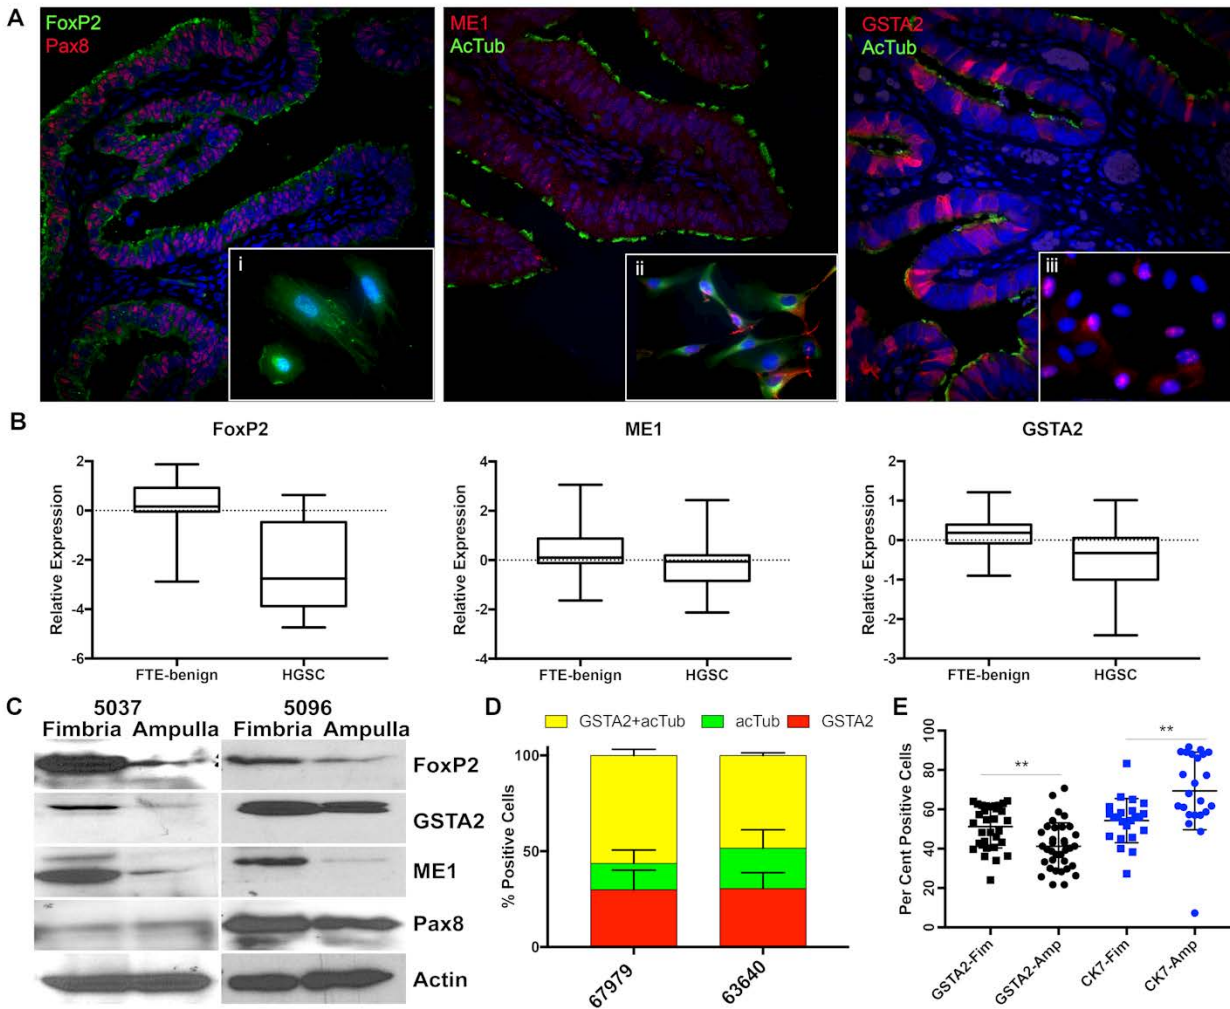 A
FoxP2
Pax8
i
ME1
AcTub
ii
GSTA2
AcTub
iii
B
FoxP2
Relative Expression
2
0
-2
-4
-6
FTE-benign HGSC
ME1
Relative Expression
4
2
0
-2
-4
FTE-benign HGSC
GSTA2
Relative Expression
2
1
0
-1
-2
-3
FTE-benign HGSC
C
5037 5096
Fimbria Ampulla Fimbria Ampulla
FoxP2
GSTA2
ME1
Pax8
Actin
D
GSTA2+acTub acTub GSTA2
% Positive Cells
100
50
0
67979 63640
E
Per Cent Positive Cells
100
80
60
40
20
0
**
**
GSTA2-Fim GSTA2-Amp CK7-Fim CK7-Amp